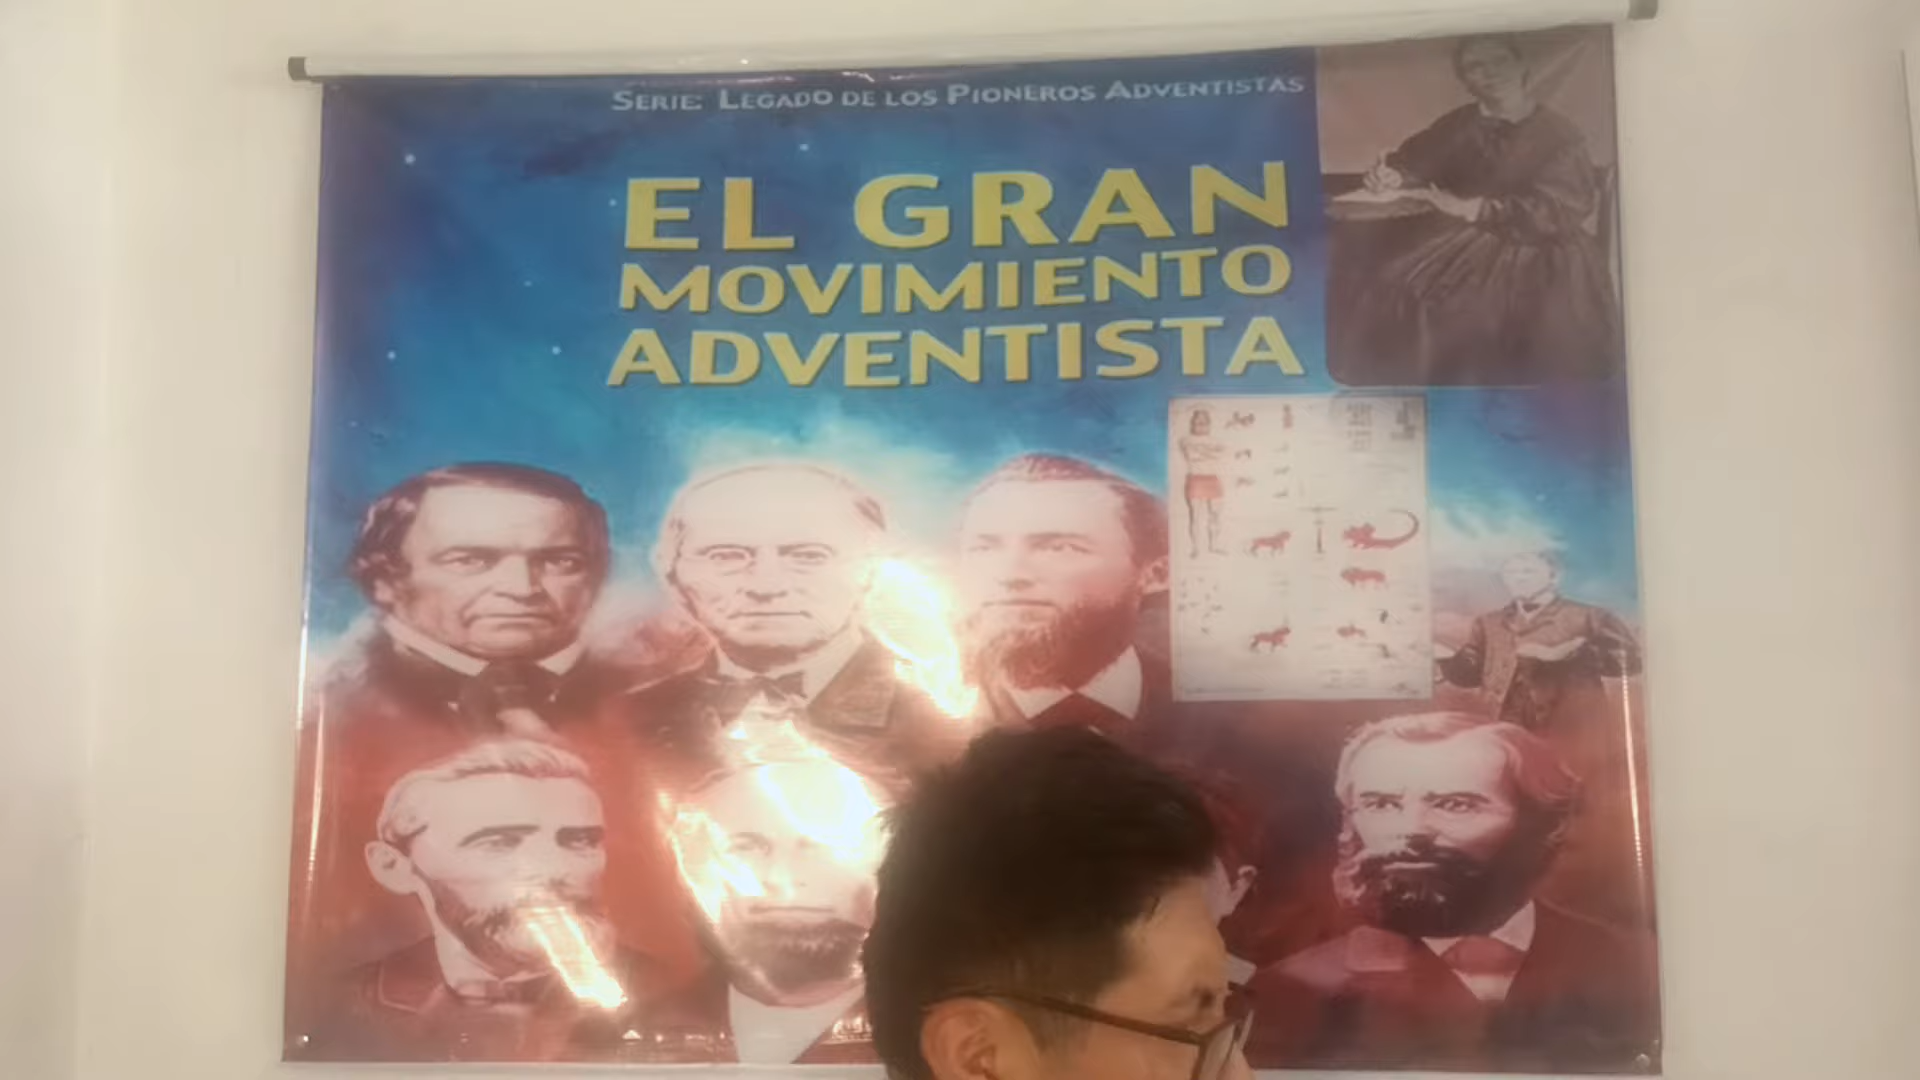 SERIE: LEGADO DE LOS PIONEROS ADVENTISTAS
EL GRAN
MOVIMIENTO
ADVENTISTA